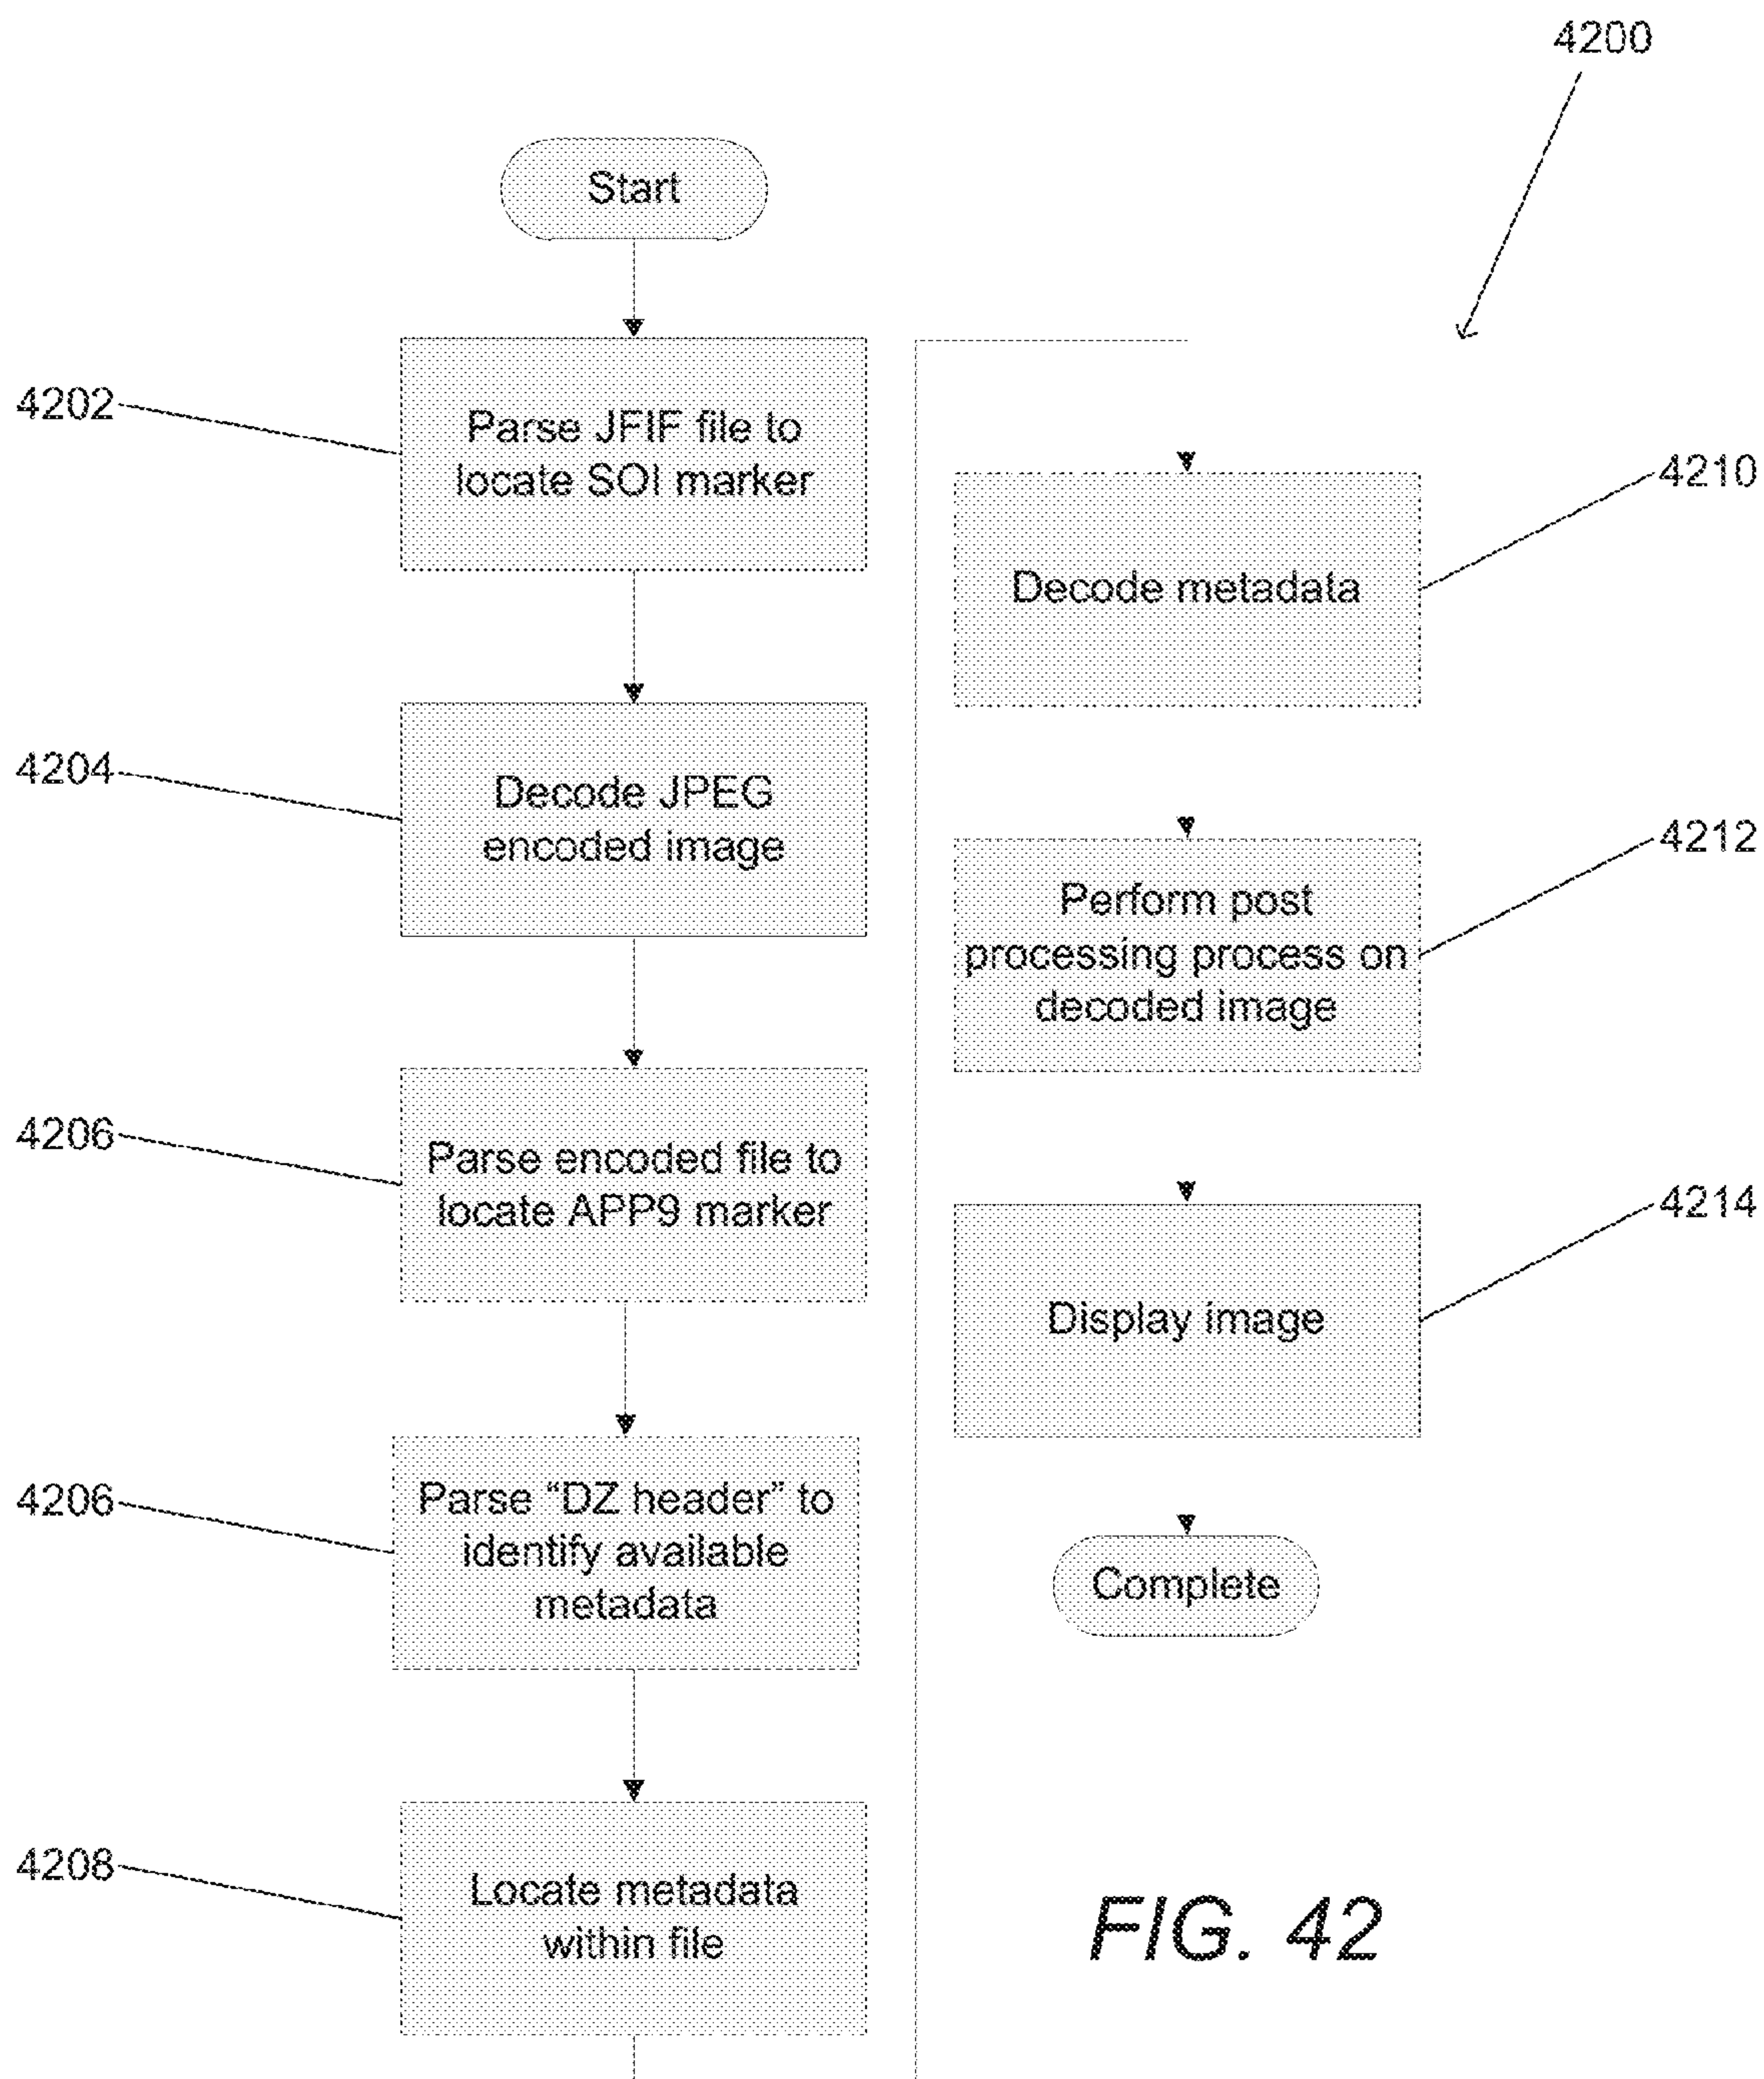 4200
Start
4202
Parse JFIF file to
locate SOI marker
4204
Decode JPEG
encoded image
4206
Parse encoded file to
locate APP9 marker
4206
Parse “DZ header” to
identify available
metadata
4208
Locate metadata
within file
4210
Decode metadata
4212
Perform post
processing process on
decoded image
4214
Display image
Complete
FIG. 42